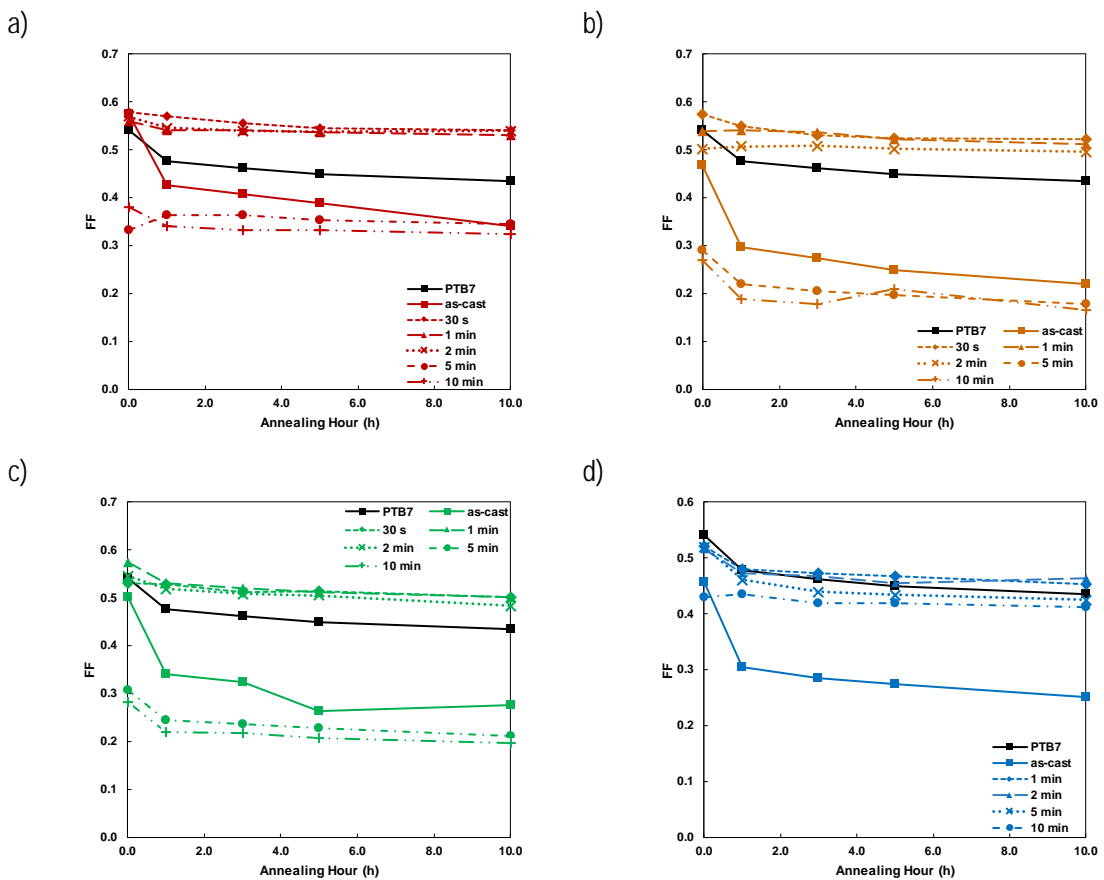 a)
0.7
0.6
0.5
0.4
0.3
0.2
0.1
0.0
FF
0.0 2.0 4.0 6.0 8.0 10.0
Annealing Hour (h)
PTB7
as-cast
30 s
1 min
2 min
5 min
10 min
b)
0.7
0.6
0.5
0.4
0.3
0.2
0.1
0.0
FF
0.0 2.0 4.0 6.0 8.0 10.0
Annealing Hour (h)
PTB7 as-cast
30 s 1 min
2 min 5 min
10 min
c)
0.7
0.6
0.5
0.4
0.3
0.2
0.1
0.0
FF
0.0 2.0 4.0 6.0 8.0 10.0
Annealing Hour (h)
PTB7 as-cast
30 s 1 min
2 min 5 min
10 min
d)
0.6
0.5
0.4
0.3
0.2
0.1
0.0
FF
0.0 2.0 4.0 6.0 8.0 10.0
Annealing Hour (h)
PTB7
as-cast
1 min
2 min
5 min
10 min